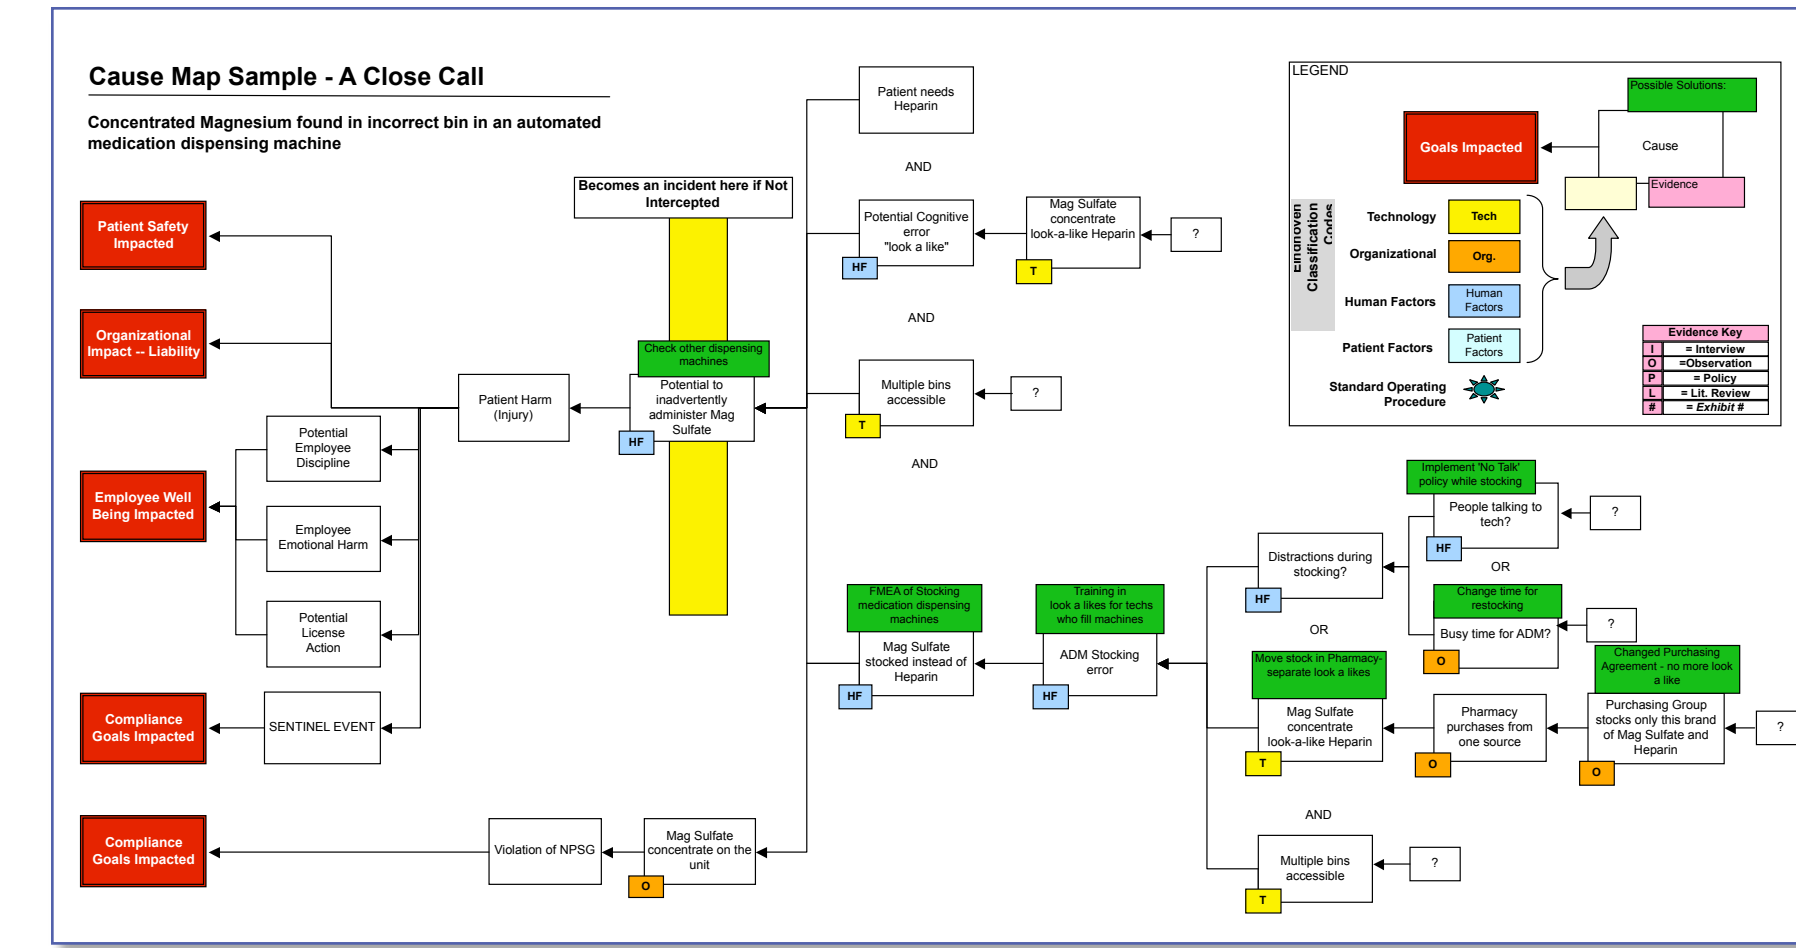 Cause Map Sample - A Close Call
Concentrated Magnesium found in incorrect bin in an automated
medication dispensing machine
Patient Safety
Impacted
Organizational
Impact -- Liability
Employee Well
Being Impacted
Compliance
Goals Impacted
Compliance
Goals Impacted
Potential
Employee
Discipline
Employee
Emotional Harm
Potential
License
Action
SENTINEL EVENT
Violation of NPSG
Mag Sulfate
concentrate on the
unit
O
Patient Harm
(Injury)
Becomes an incident here if Not
Intercepted
Check other dispensing
machines
Potential to
inadvertently
administer Mag
Sulfate
HF
Patient needs
Heparin
AND
Potential Cognitive
error
"look a like"
HF
Mag Sulfate
concentrate
look-a-like Heparin
T
?
AND
Multiple bins
accessible
T
?
AND
FMEA of Stocking
medication dispensing
machines
Mag Sulfate
stocked instead of
Heparin
HF
Training in
look a likes for techs
who fill machines
ADM Stocking
error
HF
Distractions during
stocking?
HF
OR
Implement 'No Talk'
policy while stocking
People talking to
tech?
HF
?
OR
Change time for
restocking
Busy time for ADM?
O
?
Move stock in Pharmacy-
separate look a likes
Mag Sulfate
concentrate
look-a-like Heparin
T
Pharmacy
purchases from
one source
O
Changed Purchasing
Agreement - no more look
a like
Purchasing Group
stocks only this brand
of Mag Sulfate and
Heparin
O
?
AND
Multiple bins
accessible
T
?
LEGEND
Possible Solutions:
Goals Impacted
Cause
Evidence
Eindhoven
Classification
Codes
Technology
Tech
Organizational
Org.
Human Factors
Human
Factors
Patient Factors
Patient
Factors
Standard Operating
Procedure
Evidence Key
I = Interview
O =Observation
P = Policy
L = Lit. Review
# = Exhibit #